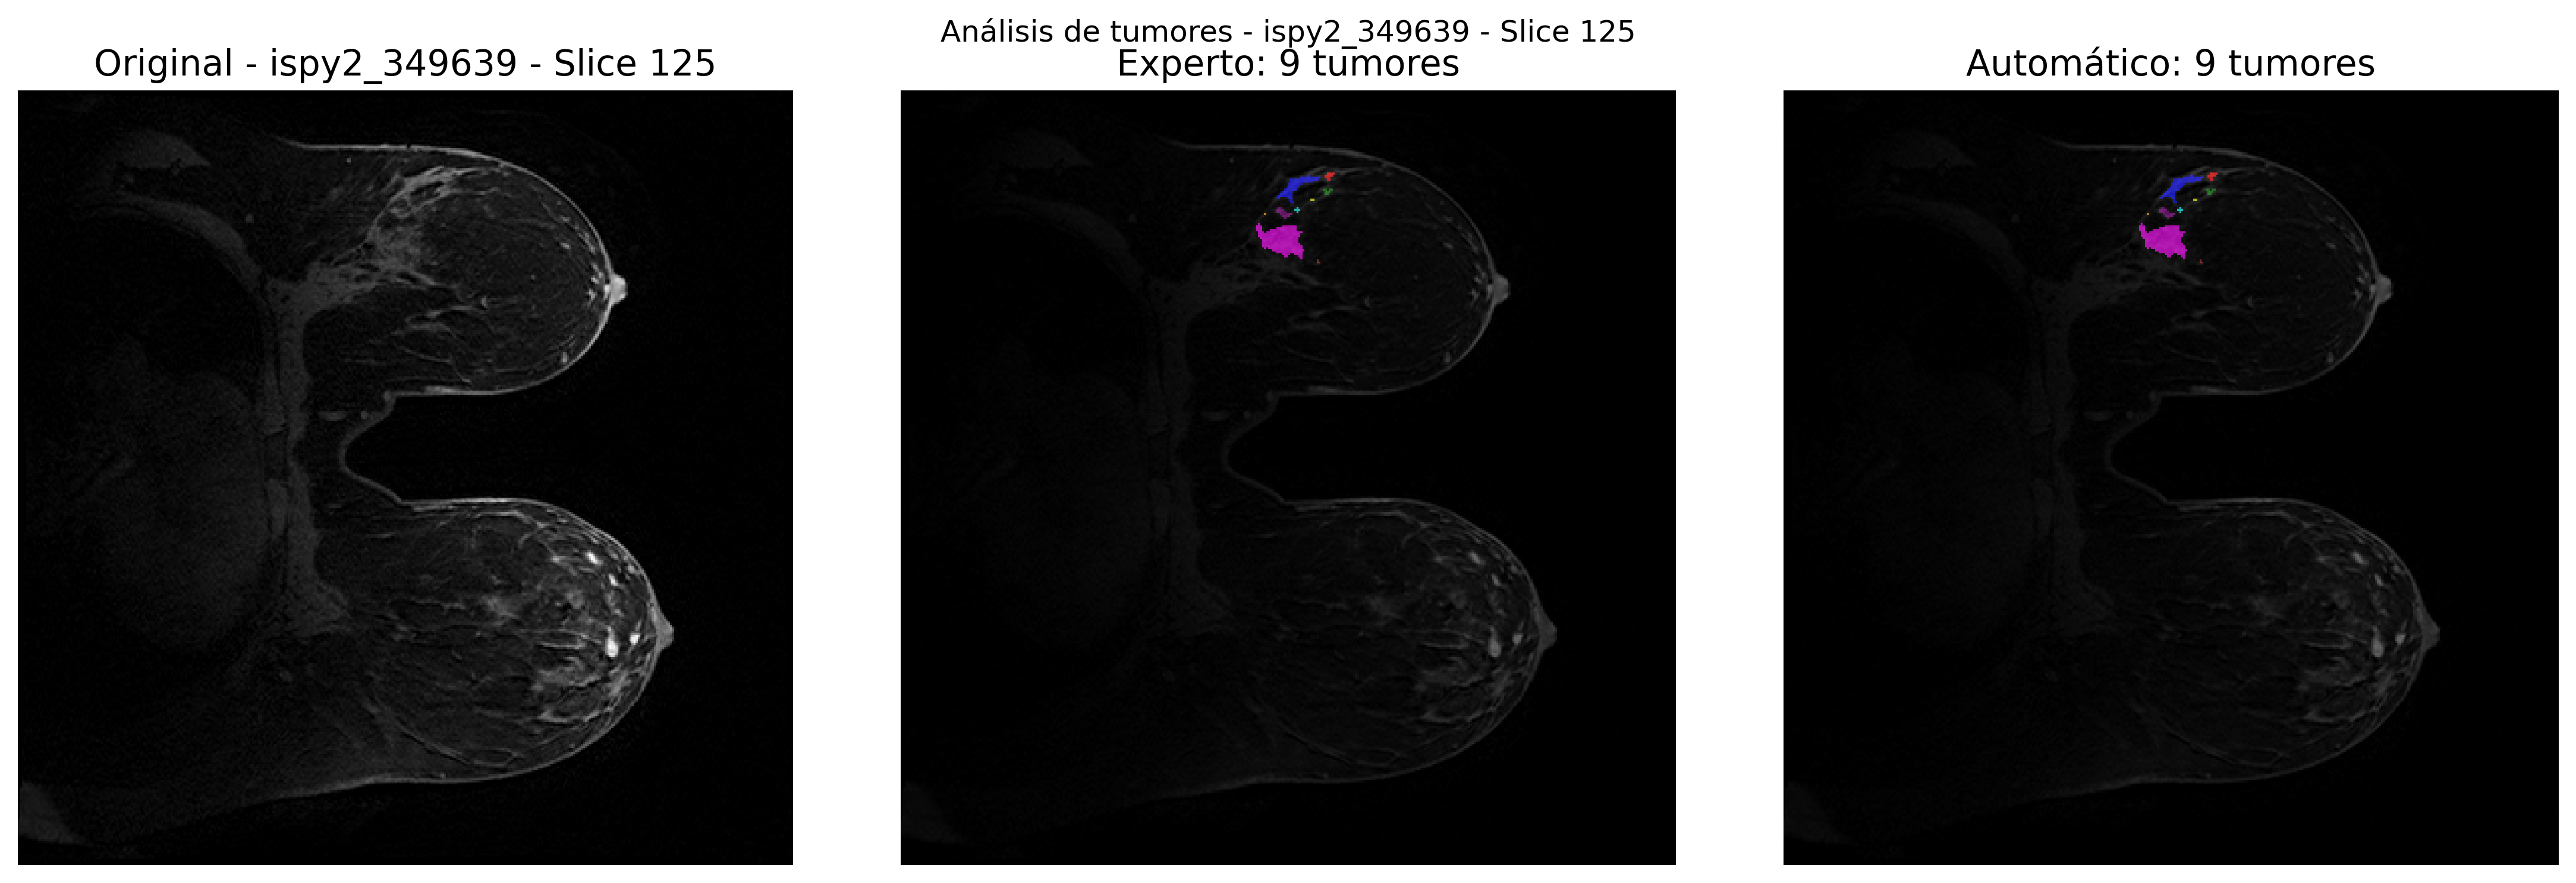 Análisis de tumores - ispy2_349639 - Slice 125
Original - ispy2_349639 - Slice 125
Experto: 9 tumores
Automático: 9 tumores